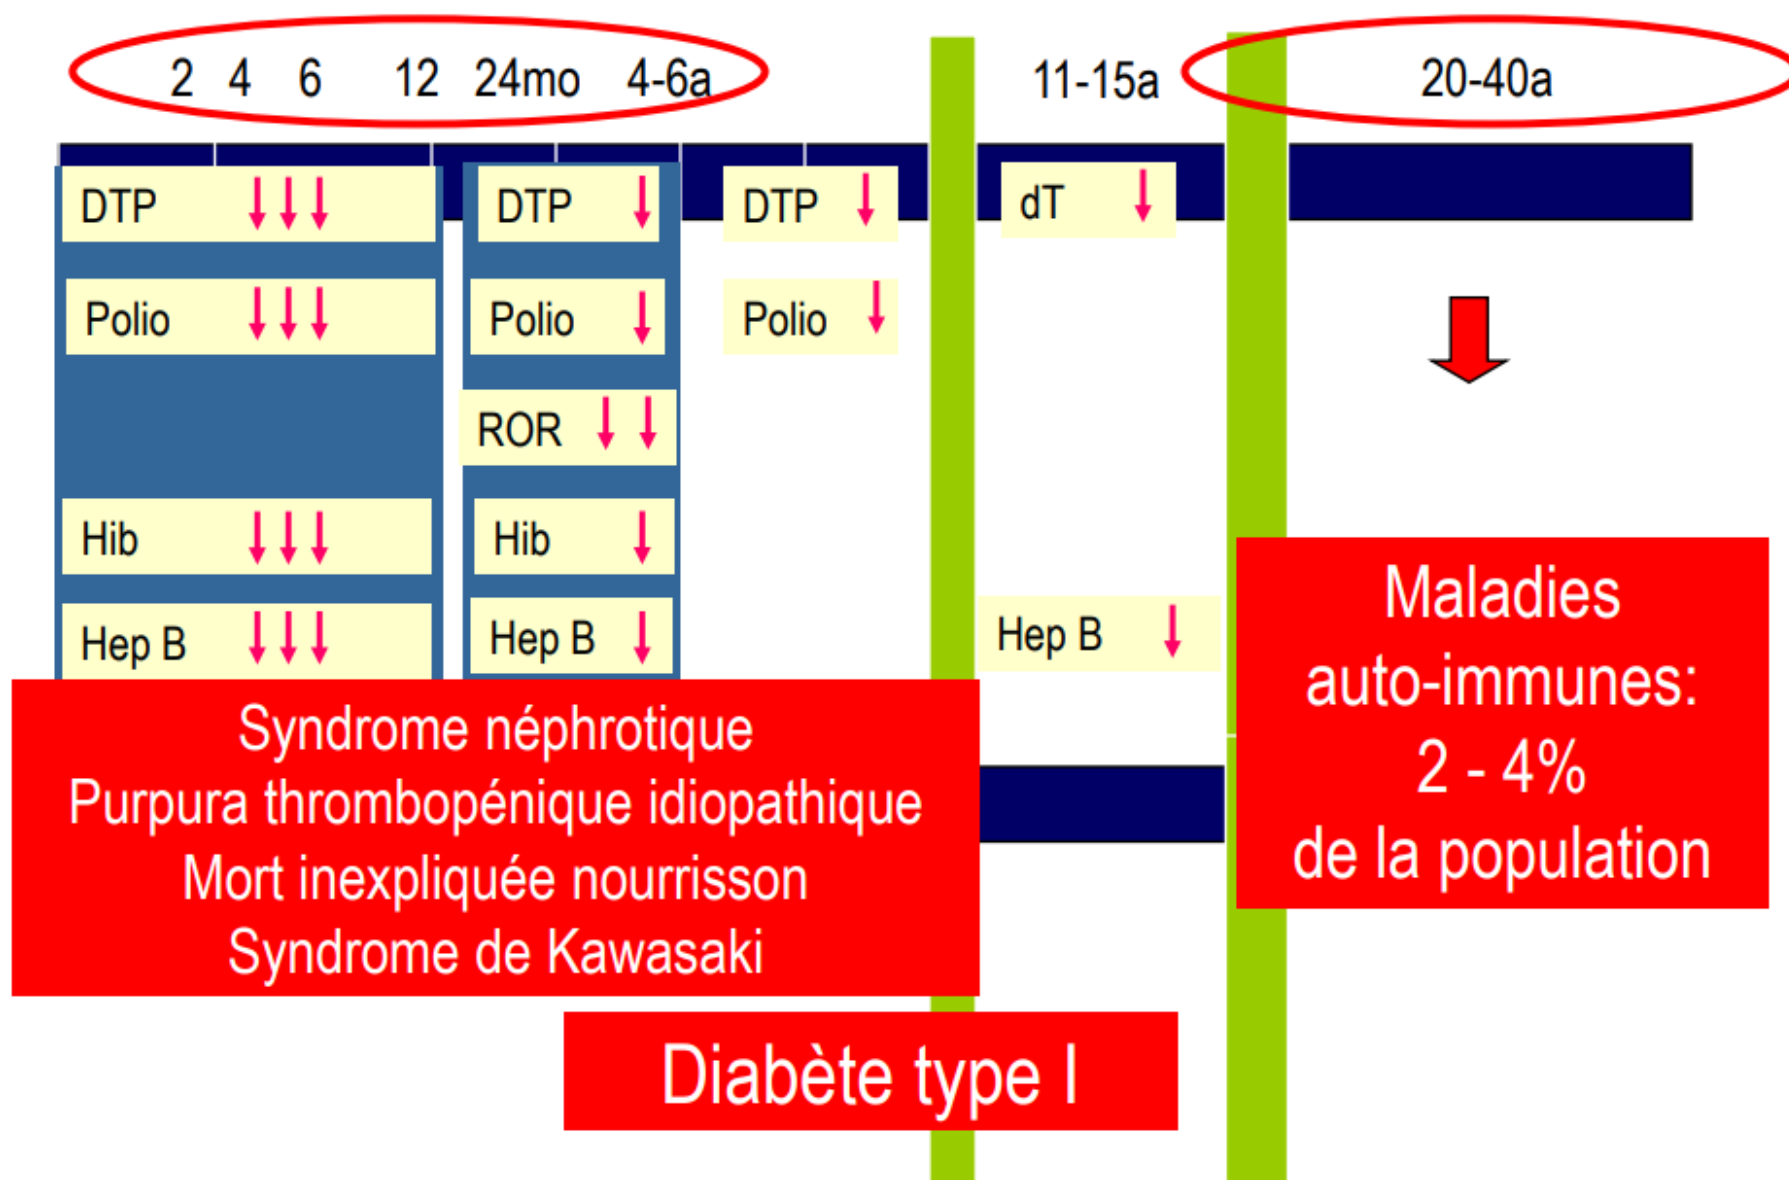 2 4 6 12 24mo 4-6a 11-15a 20-40a
DTP DTP DTP dT
Polio Polio Polio
ROR
Hib Hib
Hep B Hep B Hep B
Syndrome néphrotique
Purpura thrombopénique idiopathique
Mort inexpliquée nourrisson
Syndrome de Kawasaki
Maladies
auto-immunes:
2 - 4%
de la population
Diabète type I